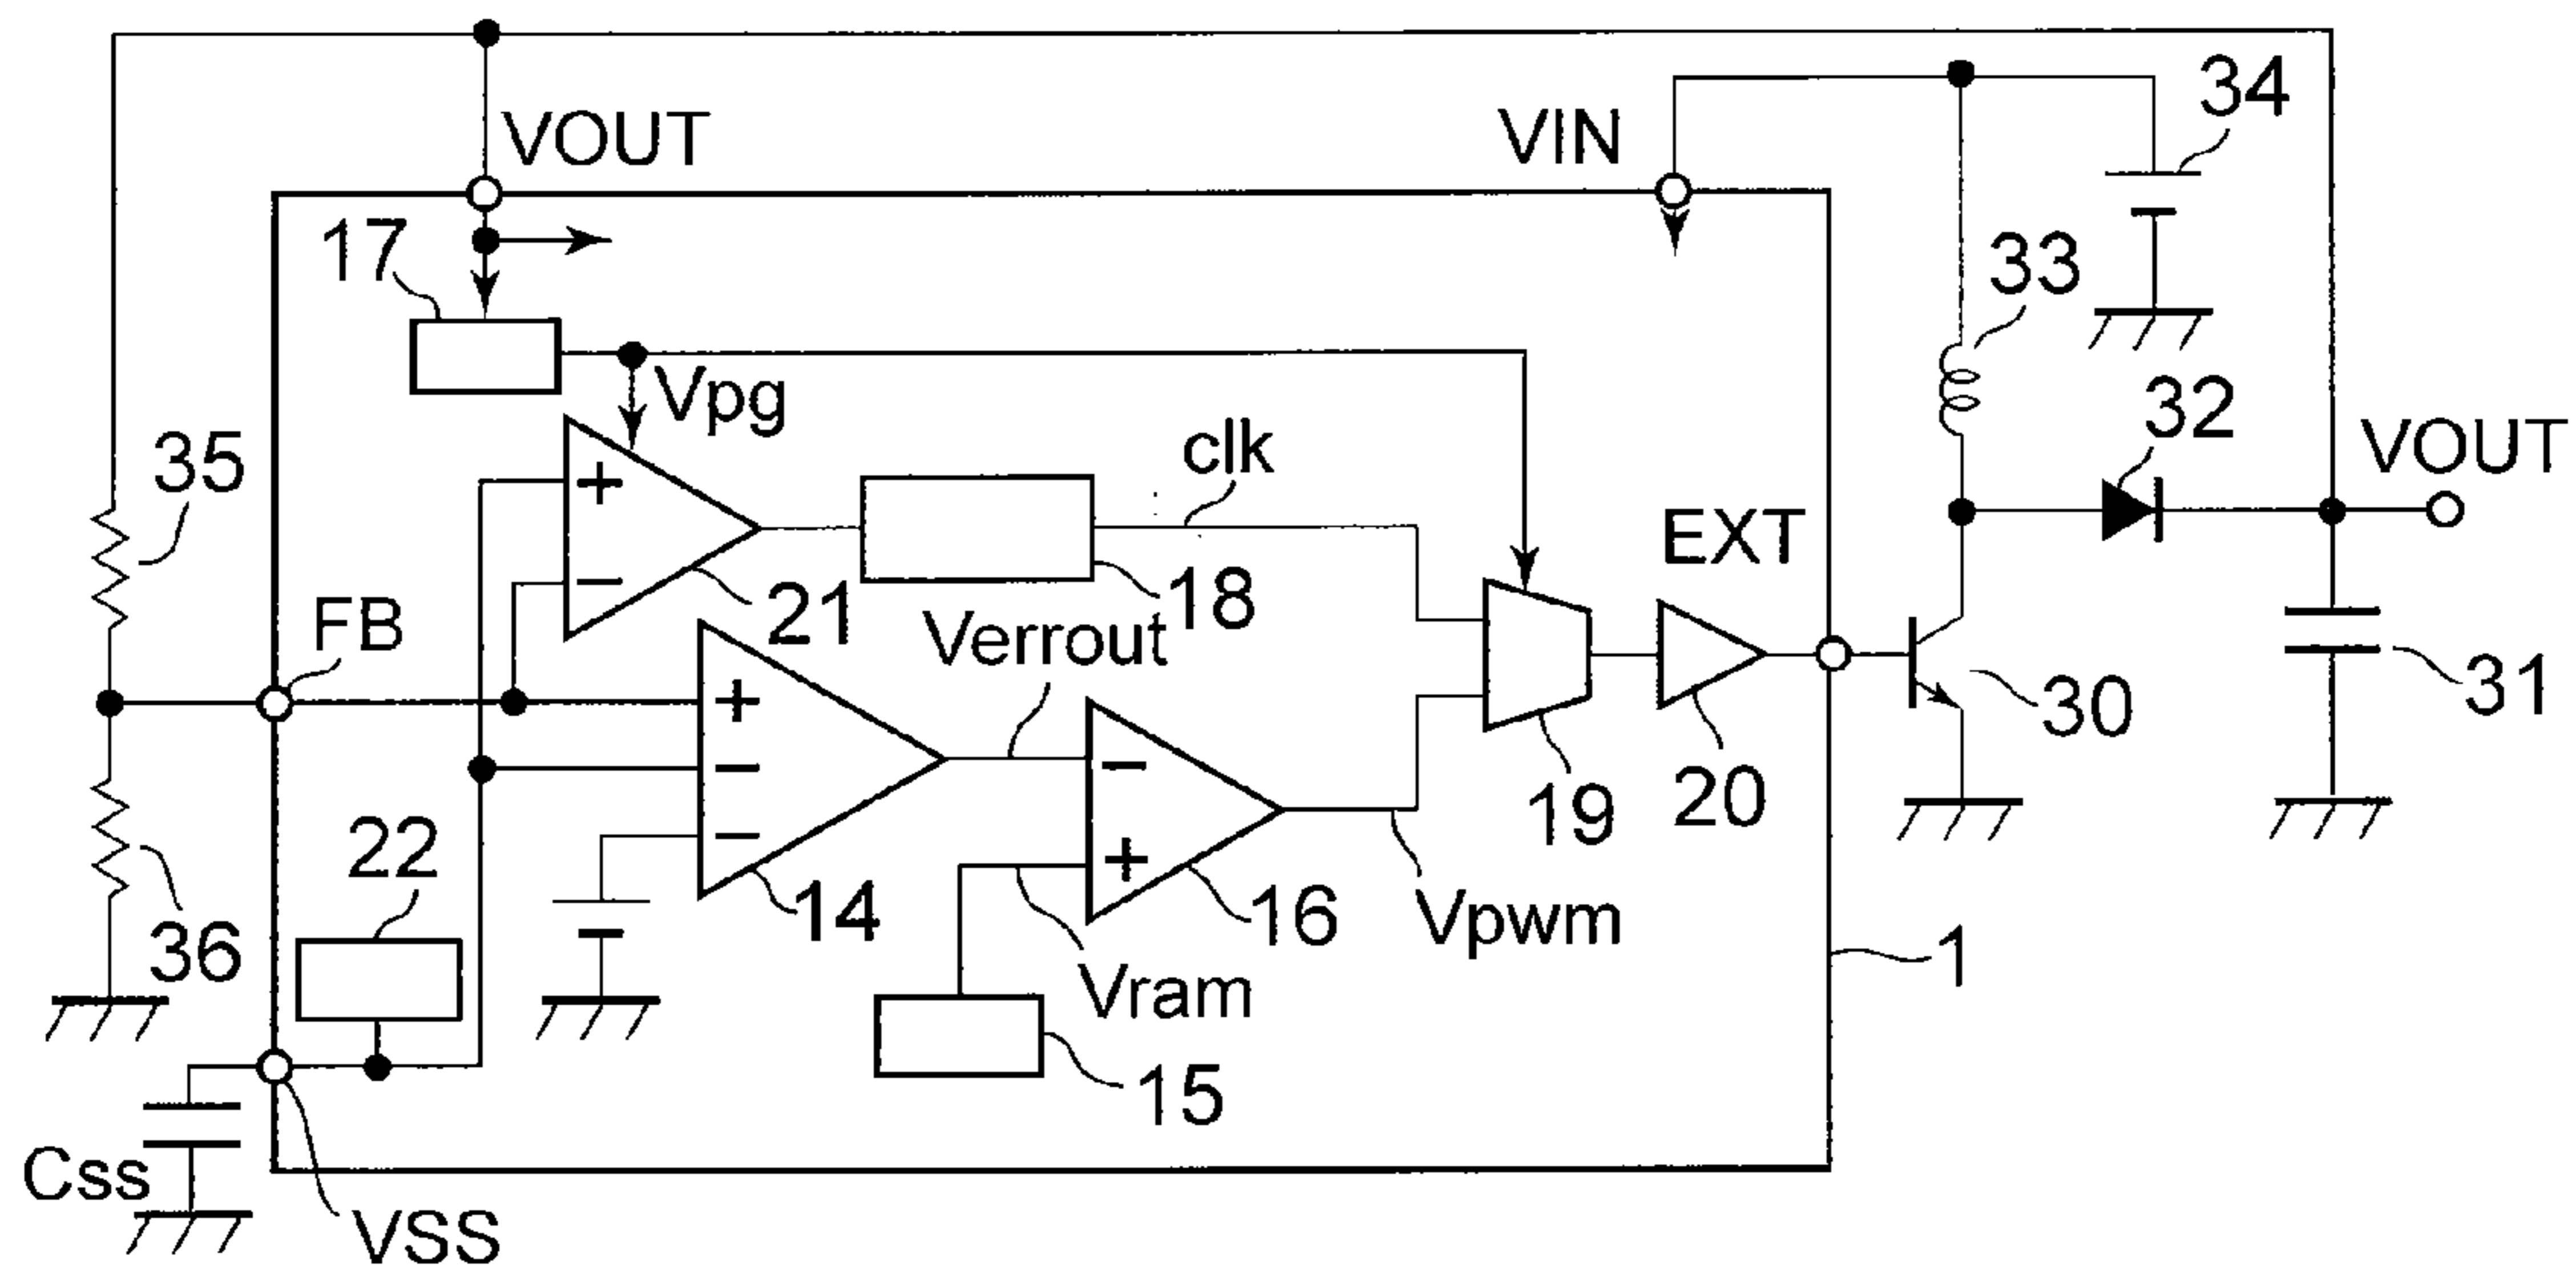 VOUT
VIN
34
17
33
Vpg
32
35
clk
VOUT
EXT
FB
21
18
Verrout
31
30
22
19
20
14
16
Vpwm
36
Vram
1
15
Css
VSS
+
−
+
−
−
−
+